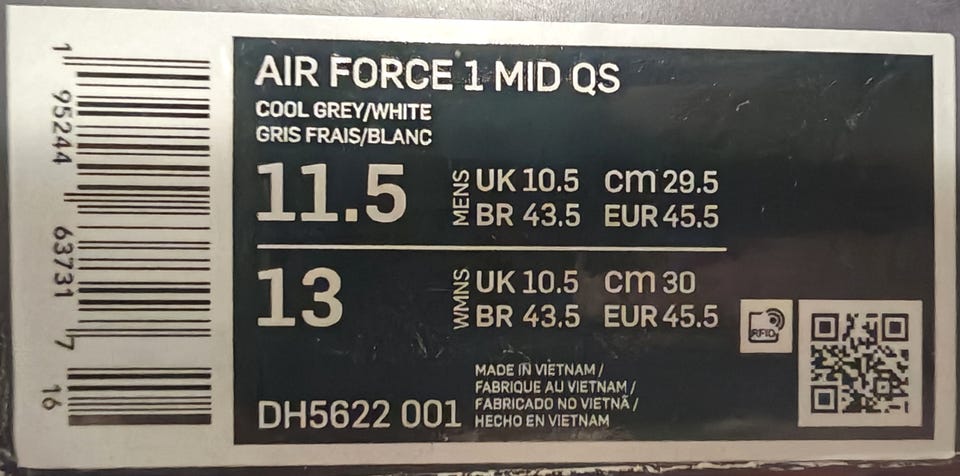 AIR FORCE 1 MID QS
COOL GREY/WHITE
GRIS FRAIS/BLANC
11.5 MENS UK 10.5 cm 29.5
BR 43.5 EUR 45.5
13 WMNS UK 10.5 cm 30
BR 43.5 EUR 45.5
RFID
MADE IN VIETNAM /
FABRIQUE AU VIETNAM /
FABRICADO NO VIETNÃ /
HECHO EN VIETNAM
DH5622 001
1 95244 63731 7 16